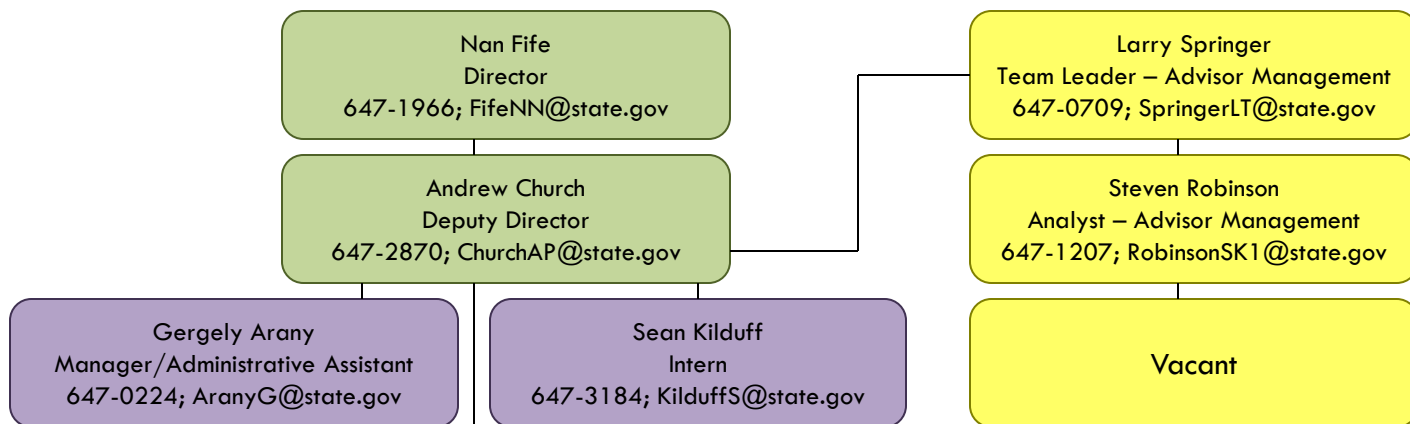 Nan Fife
Director
647-1966; FifeNN@state.gov
Larry Springer
Team Leader – Advisor Management
647-0709; SpringerLT@state.gov
Andrew Church
Deputy Director
647-2870; ChurchAP@state.gov
Steven Robinson
Analyst – Advisor Management
647-1207; RobinsonSK1@state.gov
Gergely Arany
Manager/Administrative Assistant
647-0224; AranyG@state.gov
Sean Kilduff
Intern
647-3184; KilduffS@state.gov
Vacant